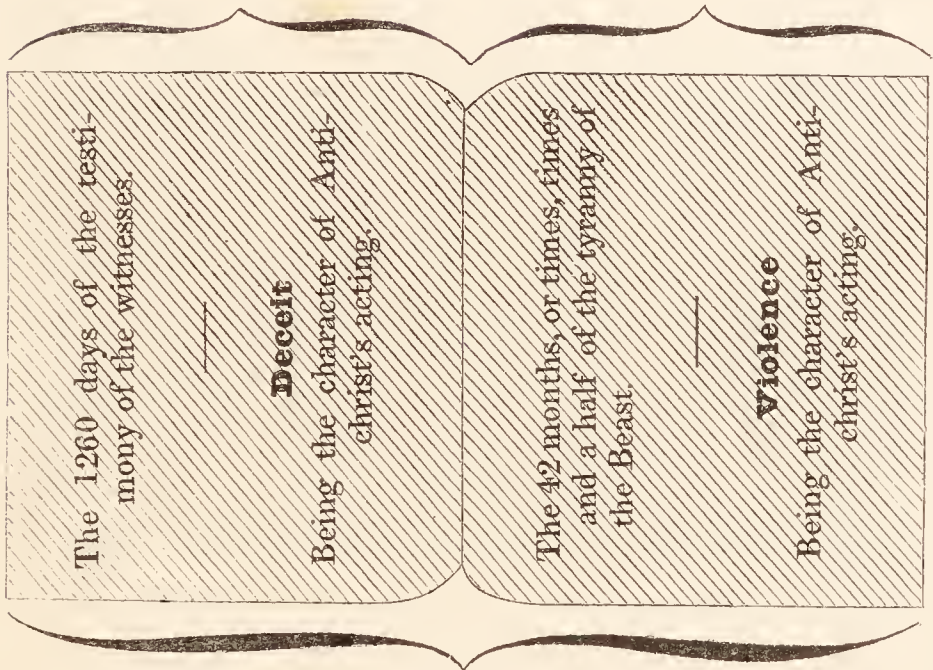 The 1260 days of the testi-
mony of the witnesses.
Deceit
Being the character of Anti-
christ's acting.
The 42 months, or times, times
and a half of the tyranny of
the Beast.
Violence
Being the character of Anti-
christ's acting.